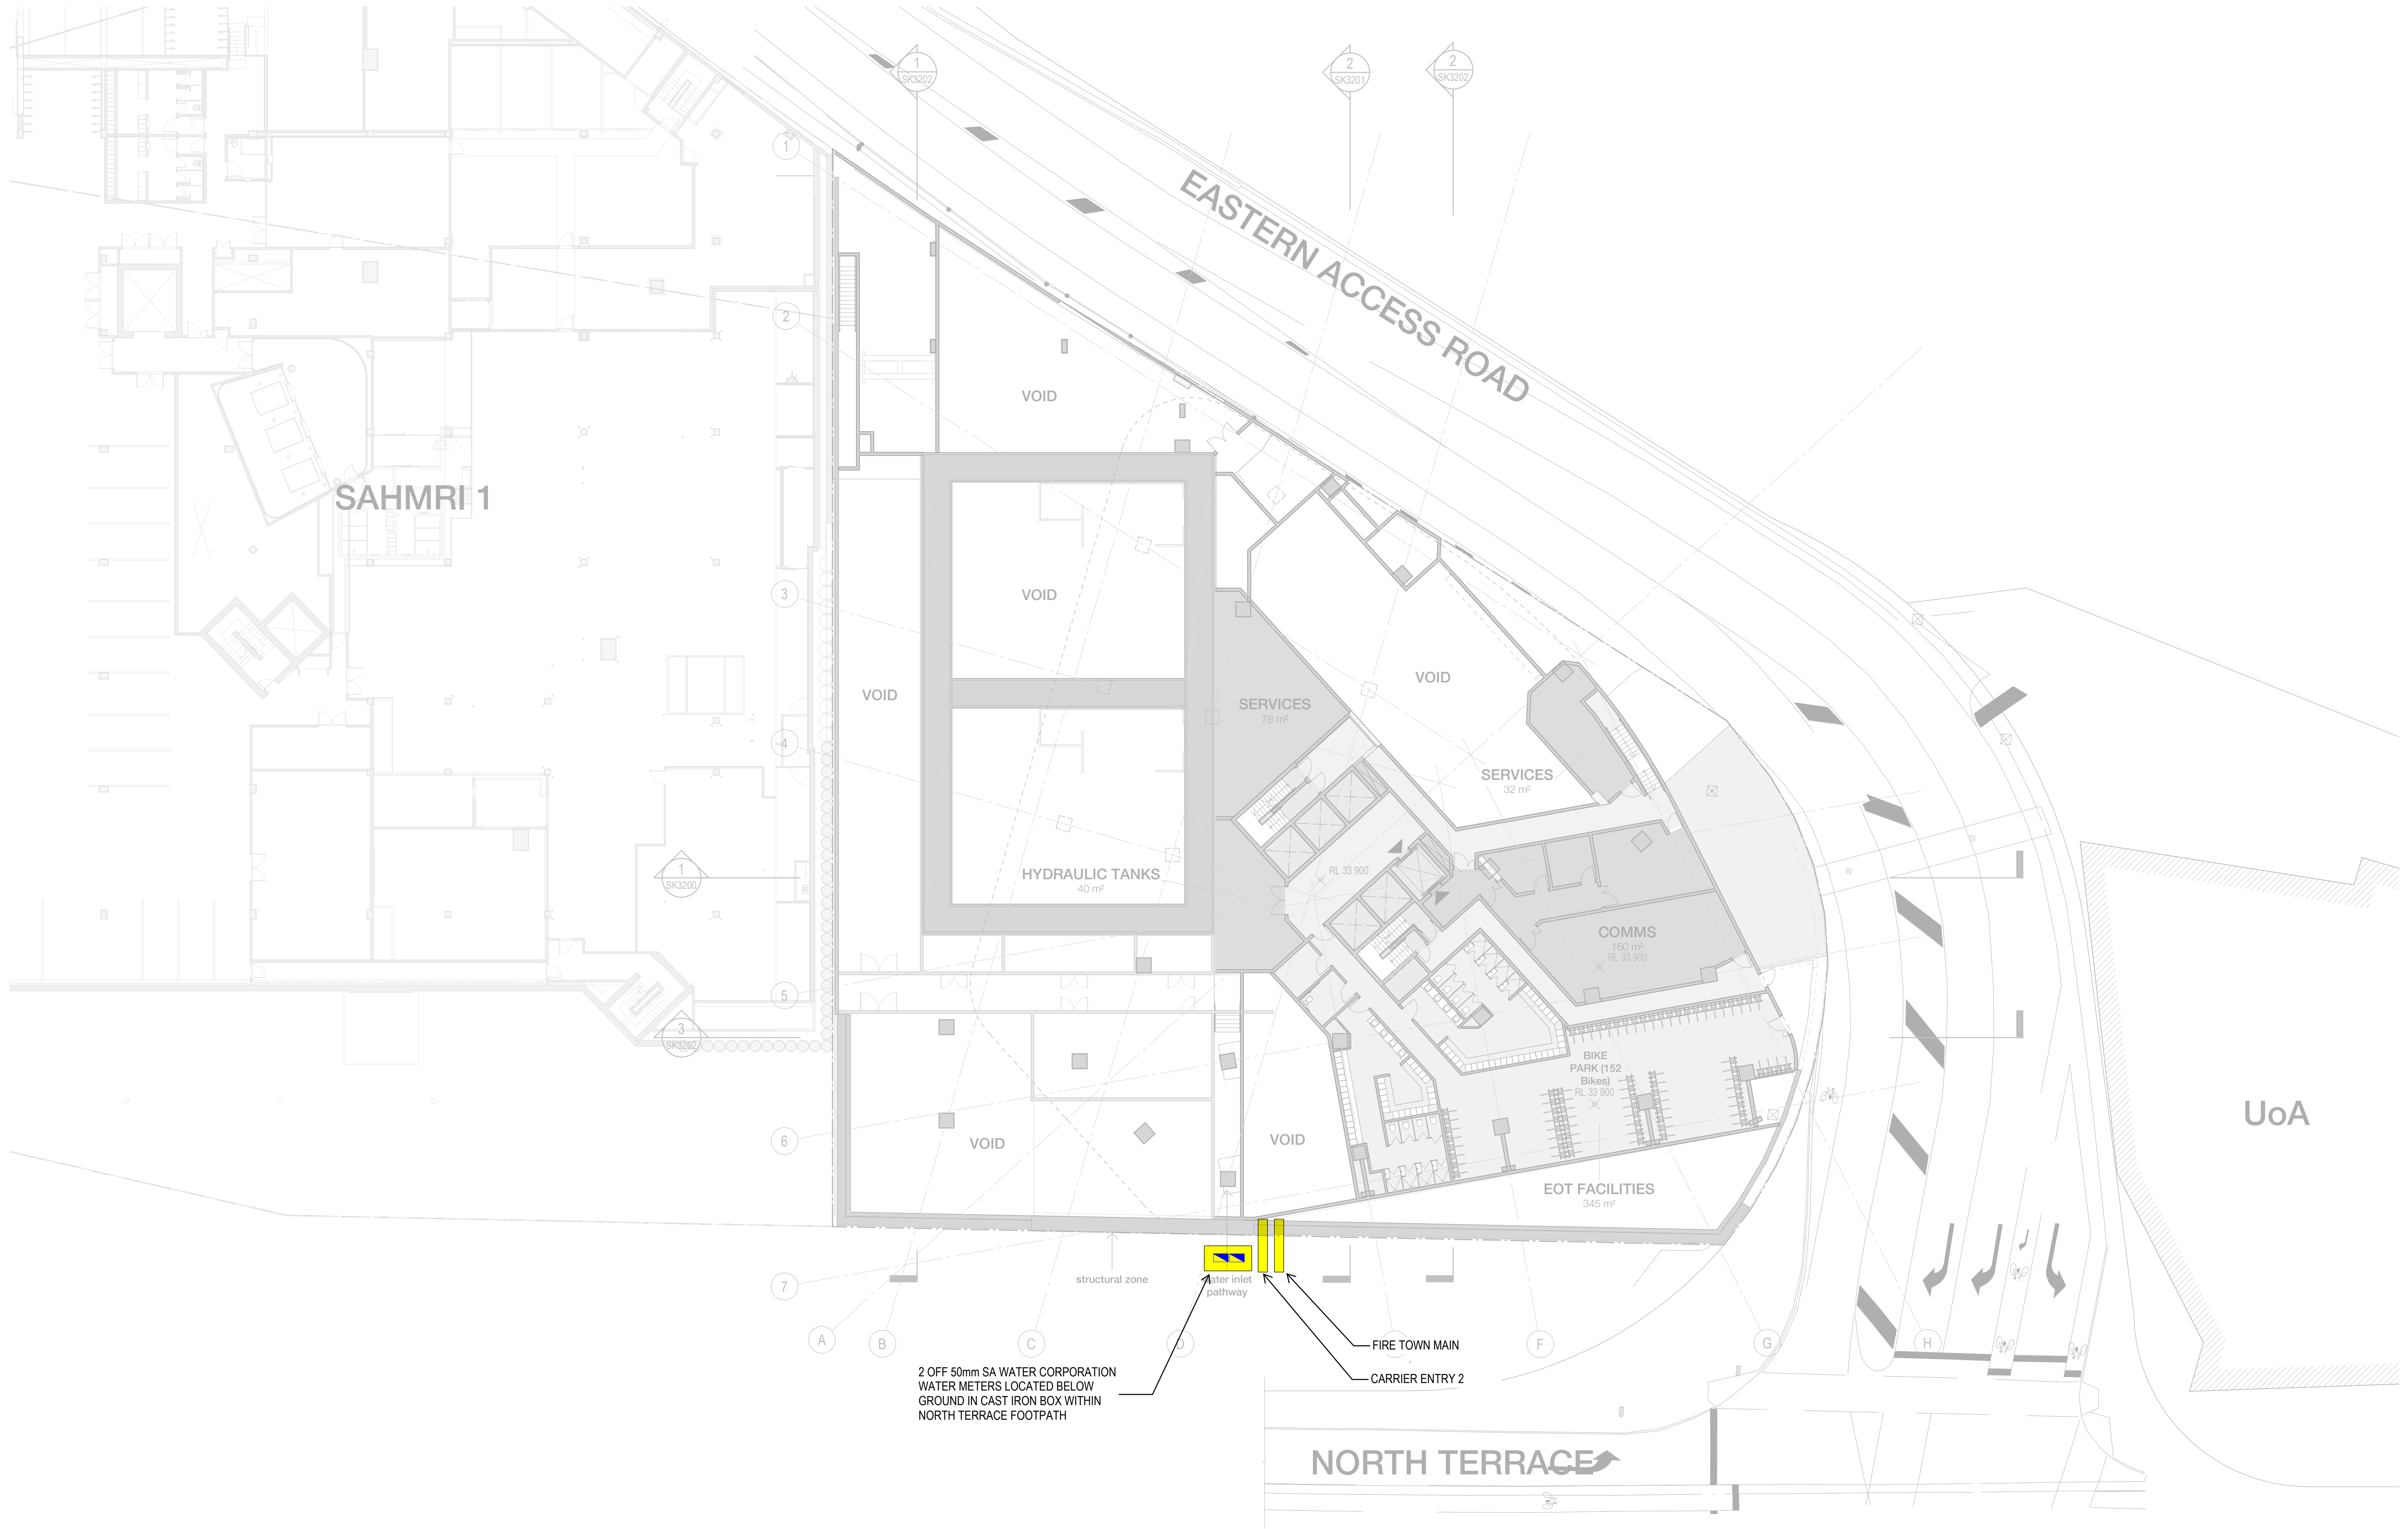 1
SK3202
2
SK3201
2
SK3202
1
EASTERN ACCESS ROAD
2
VOID
SAHMRI 1
3
VOID
VOID
VOID
SERVICES
78 m²
4
SERVICES
32 m²
HYDRAULIC TANKS
40 m²
RL 33 900
1
SK3200
COMMS
160 m²
RL 33 900
5
3
SK3202
BIKE
PARK (152
Bikes)
RL 33 900
UoA
6
VOID
VOID
EOT FACILITIES
345 m²
7
structural zone
water inlet
pathway
A
B
C
D
F
G
H
FIRE TOWN MAIN
CARRIER ENTRY 2
2 OFF 50mm SA WATER CORPORATION
WATER METERS LOCATED BELOW
GROUND IN CAST IRON BOX WITHIN
NORTH TERRACE FOOTPATH
NORTH TERRACE